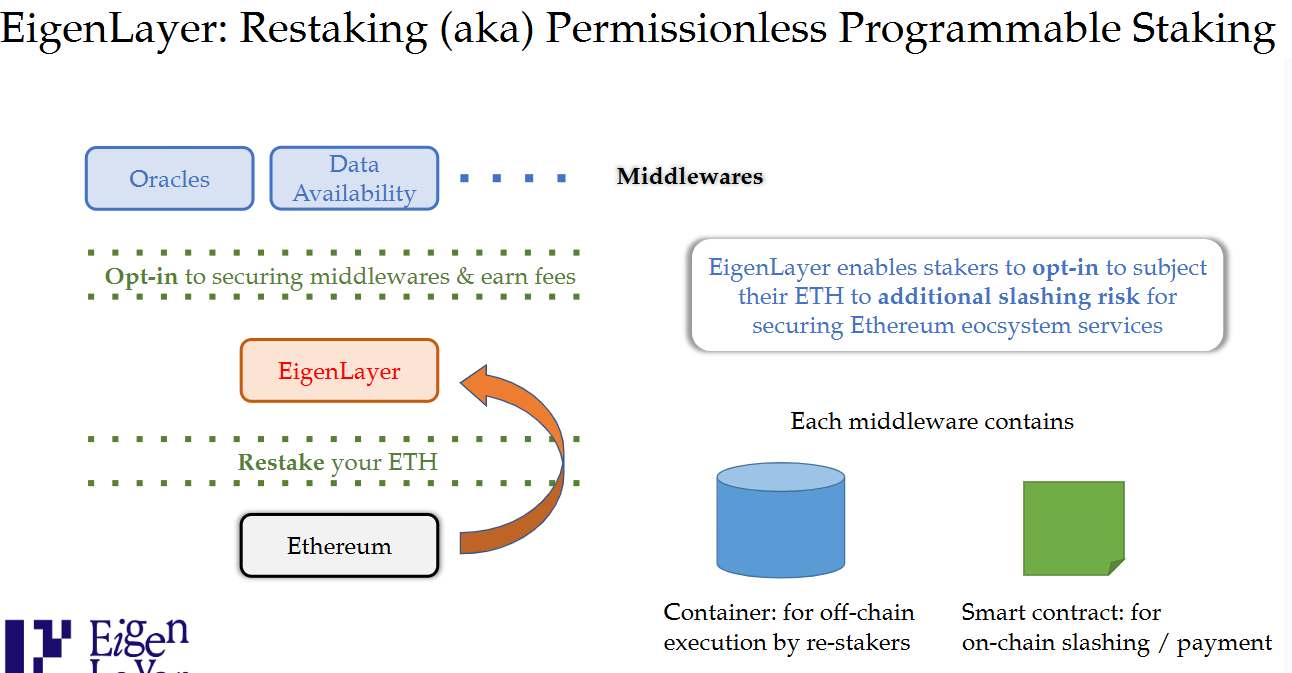 EigenLayer: Restaking (aka) Permissionless Programmable Staking
Oracles
Data
Availability
Middlewares
Opt-in to securing middlewares & earn fees
EigenLayer enables stakers to opt-in to subject
their ETH to additional slashing risk for
securing Ethereum eocsystem services
EigenLayer
Restake your ETH
Ethereum
Each middleware contains
Container: for off-chain
execution by re-stakers
Smart contract: for
on-chain slashing / payment
Eigen
Layer